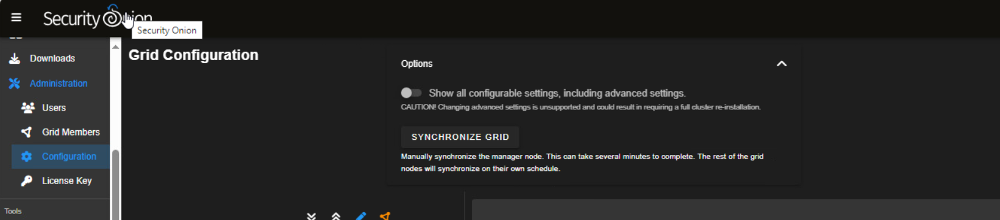 Security Onion
Security Onion
Downloads
Administration
Users
Grid Members
Configuration
License Key
Tools
Grid Configuration
Options
Show all configurable settings, including advanced settings.
CAUTION! Changing advanced settings is unsupported and could result in requiring a full cluster re-installation.
SYNCHRONIZE GRID
Manually synchronize the manager node. This can take several minutes to complete. The rest of the grid
nodes will synchronize on their own schedule.